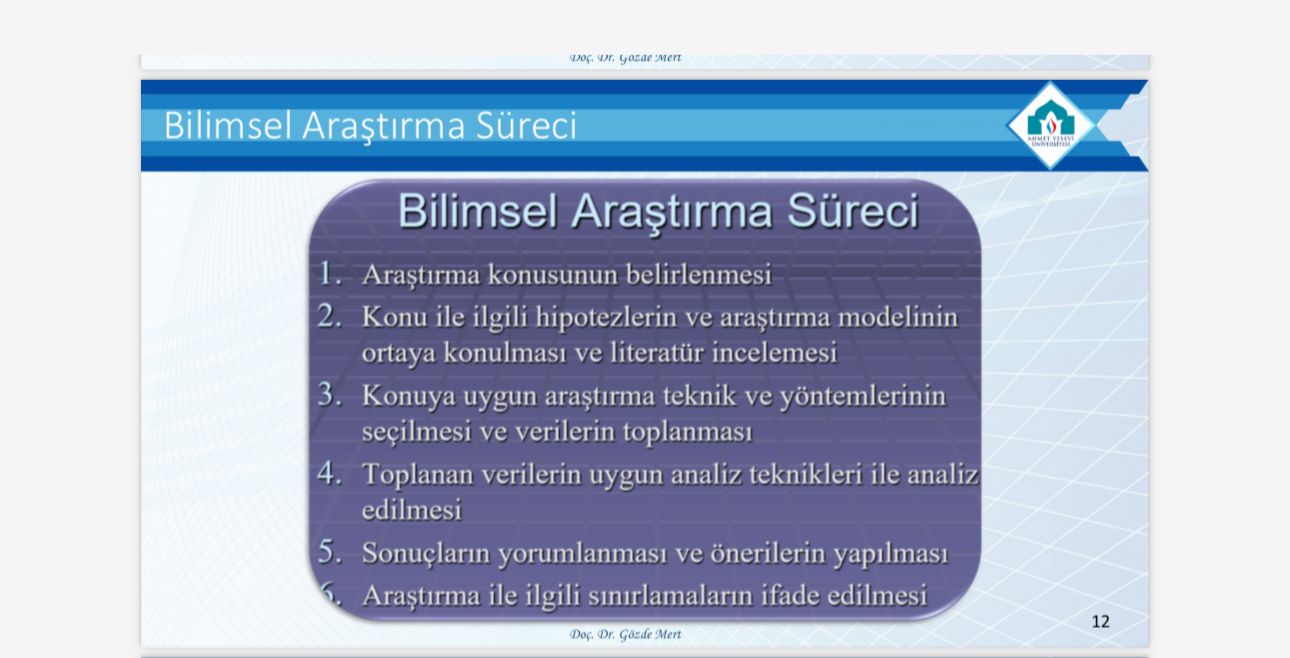 Doç. Dr. Gözde Mert
Bilimsel Araştırma Süreci
AHMET YESEVİ
ÜNİVERSİTESİ
Bilimsel Araştırma Süreci
1. Araştırma konusunun belirlenmesi
2. Konu ile ilgili hipotezlerin ve araştırma modelinin
ortaya konulması ve literatür incelemesi
3. Konuya uygun araştırma teknik ve yöntemlerinin
seçilmesi ve verilerin toplanması
4. Toplanan verilerin uygun analiz teknikleri ile analiz
edilmesi
5. Sonuçların yorumlanması ve önerilerin yapılması
6. Araştırma ile ilgili sınırlamaların ifade edilmesi
12
Doç. Dr. Gözde Mert